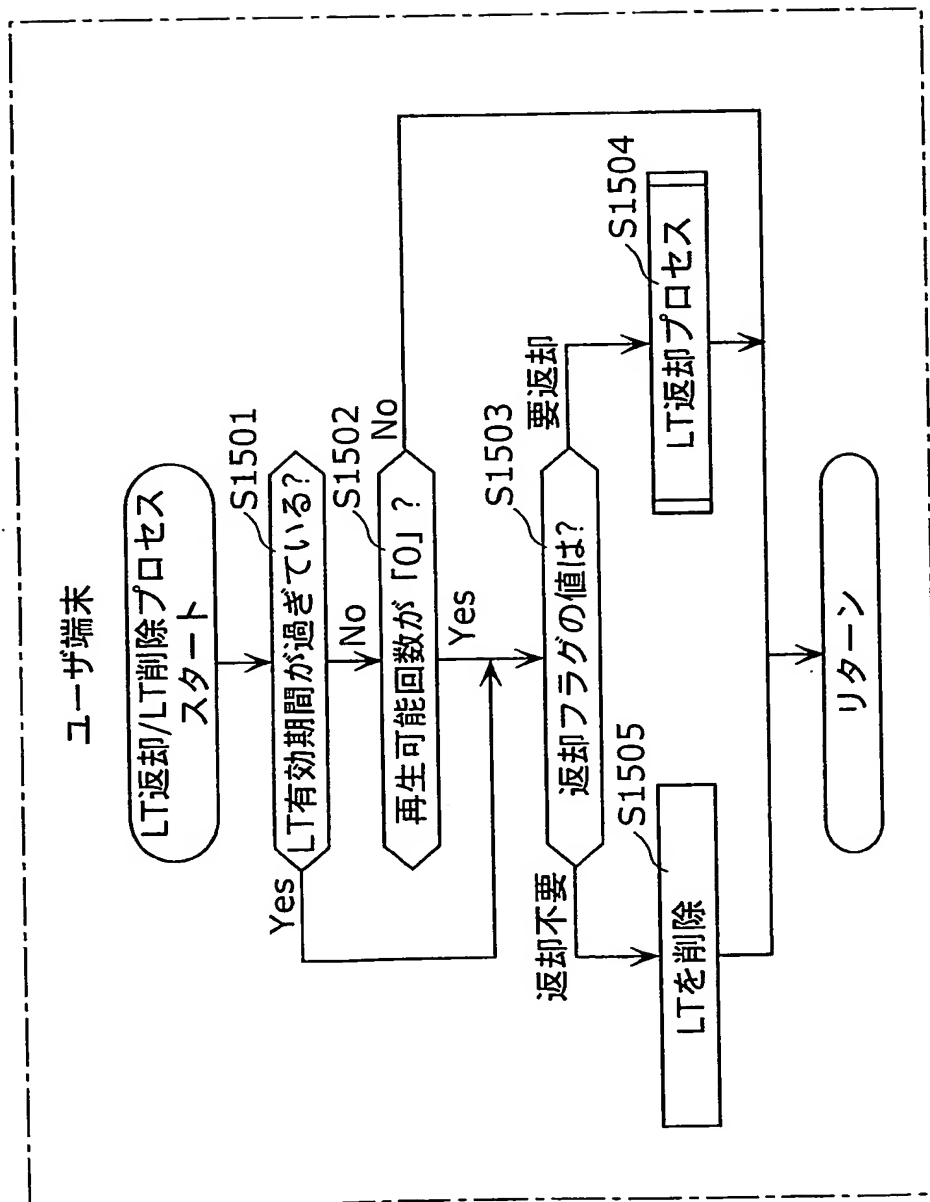 ユーザ端末
LT返却/LT削除プロセス
スタート
S1501
LT有効期間が過ぎている?
Yes
No
S1502
再生可能回数が「0」?
No
Yes
S1503
返却フラグの値は?
返却不要
要返却
S1505
LTを削除
S1504
LT返却プロセス
リターン